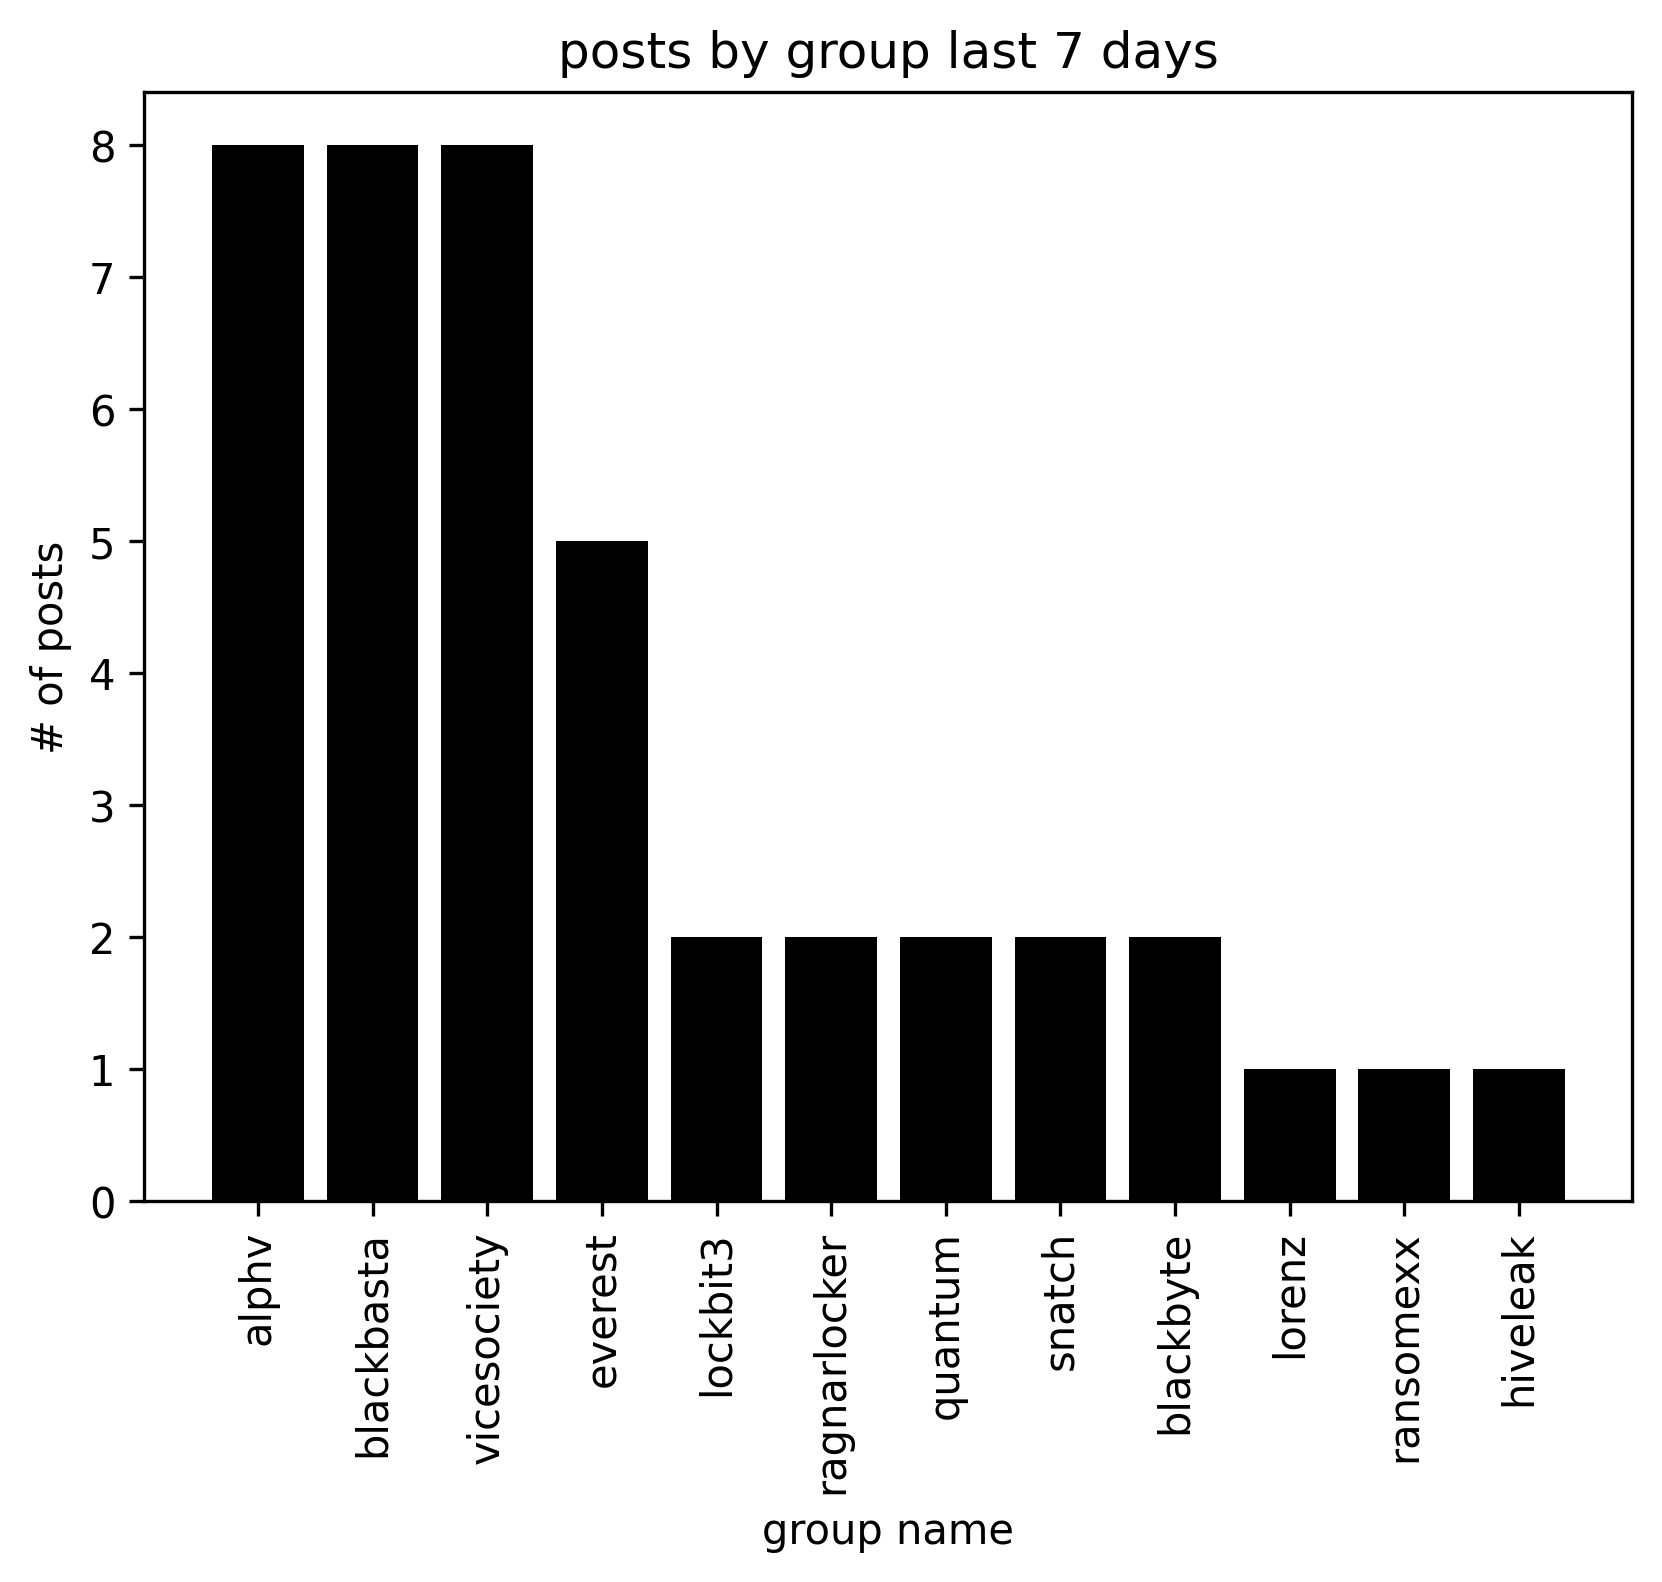 posts by group last 7 days
8
7
6
5
4
3
2
1
0
# of posts
alphv
blackbasta
vicesociety
everest
lockbit3
ragnarlocker
quantum
snatch
blackbyte
lorenz
ransomexx
hiveleak
group name